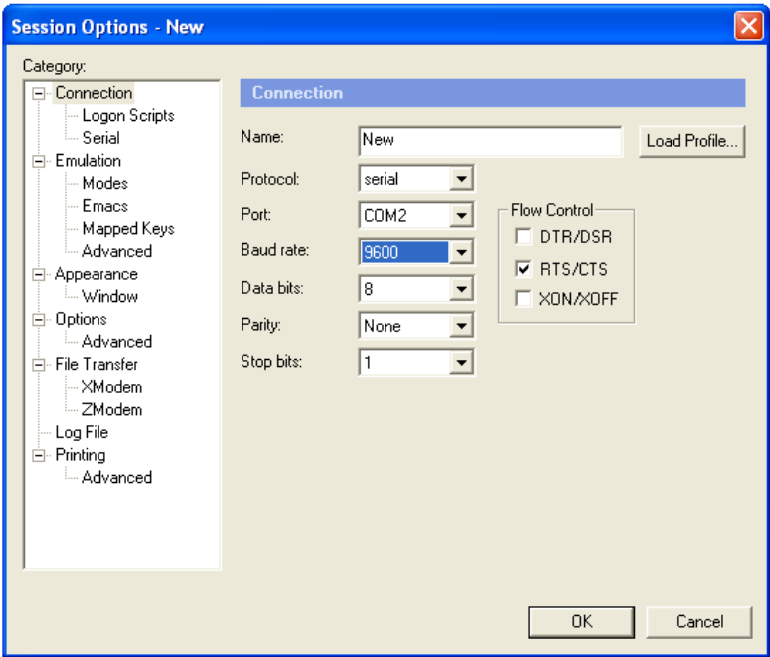 Session Options - New
Category:
Connection
Logon Scripts
Serial
Emulation
Modes
Emacs
Mapped Keys
Advanced
Appearance
Window
Options
Advanced
File Transfer
XModem
ZModem
Log File
Printing
Advanced
Connection
Name: New Load Profile...
Protocol: serial
Port: COM2
Baud rate: 9600
Data bits: 8
Parity: None
Stop bits: 1
Flow Control
DTR/DSR
RTS/CTS
XON/XOFF
OK Cancel